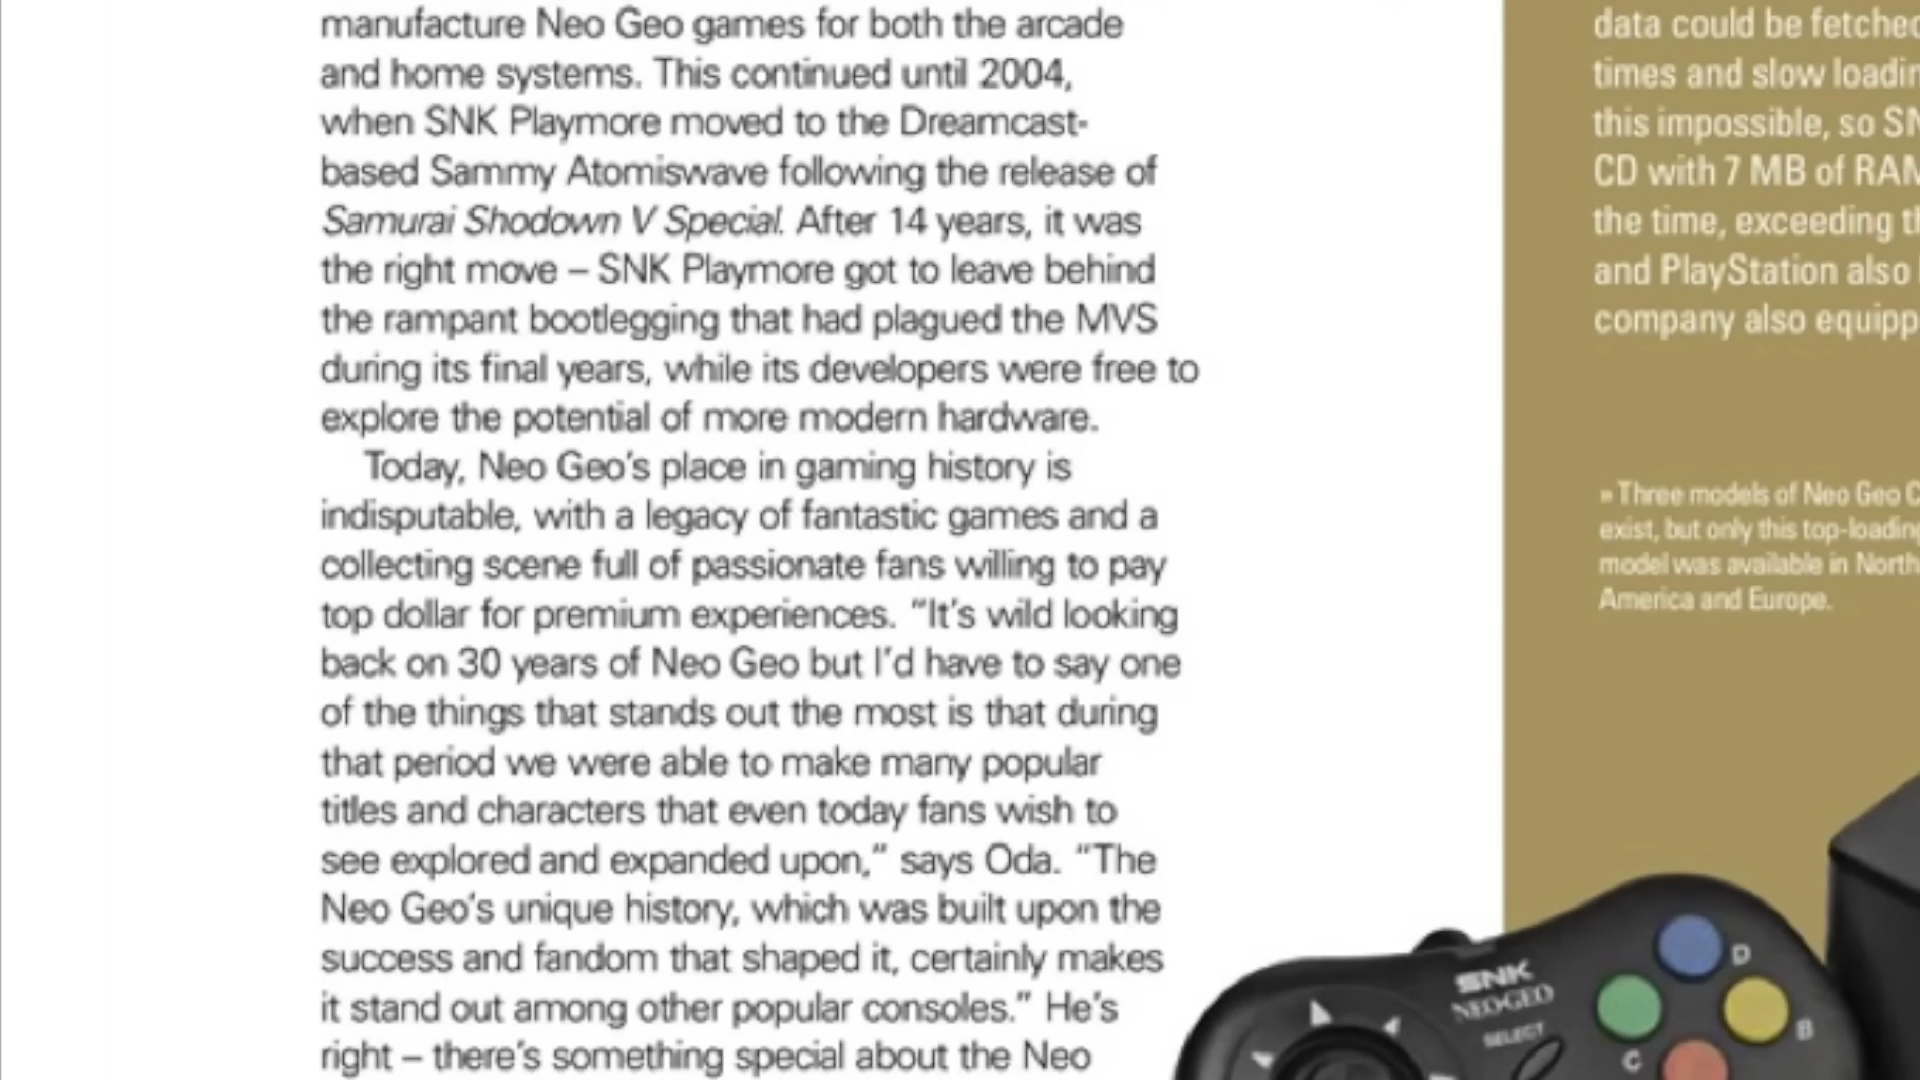 manufacture Neo Geo games for both the arcade
and home systems. This continued until 2004,
when SNK Playmore moved to the Dreamcast-
based Sammy Atomiswave following the release of
Samurai Shodown V Special. After 14 years, it was
the right move – SNK Playmore got to leave behind
the rampant bootlegging that had plagued the MVS
during its final years, while its developers were free to
explore the potential of more modern hardware.
Today, Neo Geo's place in gaming history is
indisputable, with a legacy of fantastic games and a
collecting scene full of passionate fans willing to pay
top dollar for premium experiences. “It's wild looking
back on 30 years of Neo Geo but I'd have to say one
of the things that stands out the most is that during
that period we were able to make many popular
titles and characters that even today fans wish to
see explored and expanded upon,” says Oda. “The
Neo Geo's unique history, which was built upon the
success and fandom that shaped it, certainly makes
it stand out among other popular consoles.” He's
right – there's something special about the Neo
data could be
times and slow
this impossible, so
CD with 7 MB of
the time, exceeding
and PlayStation also
company also
» Three models of Neo Geo
exist, but only this
model was available in North
America and Europe.
SNK
NEO·GEO
SELECT
D
B
C